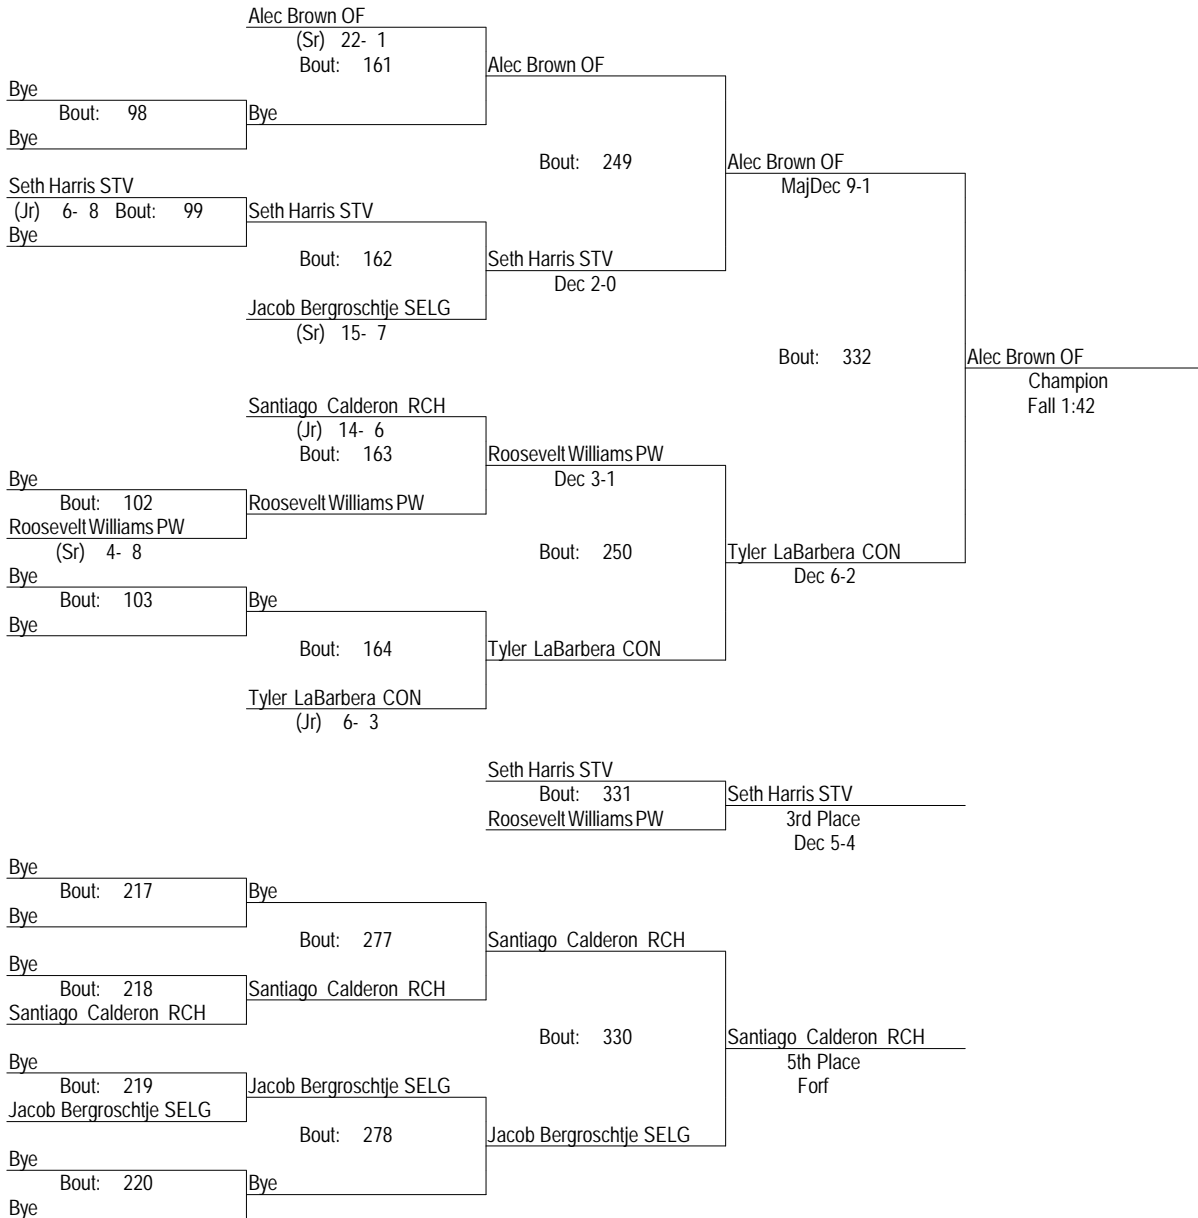 Alec Brown OF
(Sr) 22- 1
Bout: 161
Alec Brown OF
Bye
Bout: 98
Bye
Bye
Bout: 249
Alec Brown OF
MajDec 9-1
Seth Harris STV
(Jr) 6- 8 Bout: 99
Seth Harris STV
Bye
Bout: 162
Seth Harris STV
Dec 2-0
Jacob Bergroschtje SELG
(Sr) 15- 7
Bout: 332
Alec Brown OF
Champion
Fall 1:42
Santiago Calderon RCH
(Jr) 14- 6
Bout: 163
Roosevelt Williams PW
Dec 3-1
Bye
Bout: 102
Roosevelt Williams PW
Roosevelt Williams PW
(Sr) 4- 8
Bout: 250
Tyler LaBarbera CON
Dec 6-2
Bye
Bout: 103
Bye
Bye
Bout: 164
Tyler LaBarbera CON
Tyler LaBarbera CON
(Jr) 6- 3
Seth Harris STV
Bout: 331
Seth Harris STV
Roosevelt Williams PW
3rd Place
Dec 5-4
Bye
Bout: 217
Bye
Bye
Bout: 277
Santiago Calderon RCH
Bye
Bout: 218
Santiago Calderon RCH
Santiago Calderon RCH
Bout: 330
Santiago Calderon RCH
5th Place
Forf
Bye
Bout: 219
Jacob Bergroschtje SELG
Jacob Bergroschtje SELG
Bout: 278
Jacob Bergroschtje SELG
Bye
Bout: 220
Bye
Bye